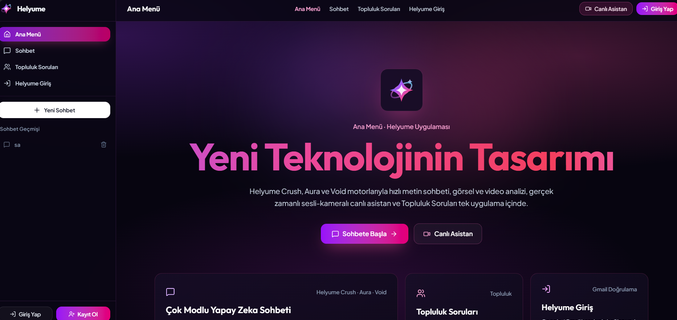 Helyume
Ana Menü
Sohbet
Topluluk Soruları
Helyume Giriş
Yeni Sohbet
Sohbet Geçmişi
sa
Giriş Yap
Kayıt Ol
Ana Menü
Ana Menü Sohbet Topluluk Soruları Helyume Giriş
Canlı Asistan
Giriş Yap
Ana Menü · Helyume Uygulaması
Yeni Teknolojinin Tasarımı
Helyume Crush, Aura ve Void motorlarıyla hızlı metin sohbeti, görsel ve video analizi, gerçek
zamanlı sesli-kameralı canlı asistan ve Topluluk Soruları tek uygulama içinde.
Sohbete Başla
Canlı Asistan
Helyume Crush · Aura · Void
Çok Modlu Yapay Zeka Sohbeti
Topluluk
Topluluk Soruları
Gmail Doğrulama
Helyume Giriş